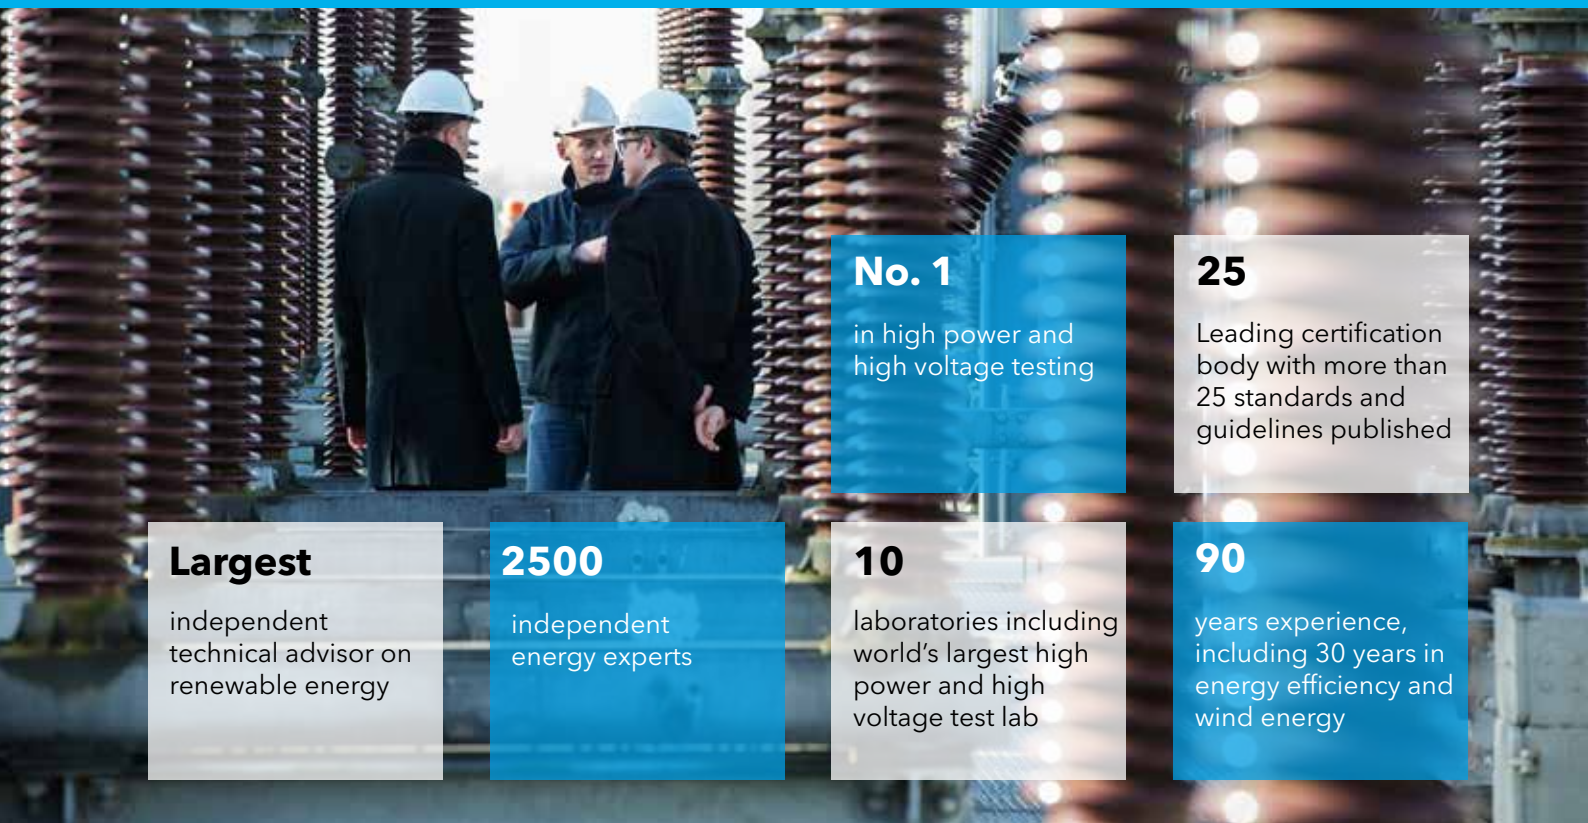 No. 1
in high power and
high voltage testing
25
Leading certification
body with more than
25 standards and
guidelines published
Largest
independent
technical advisor on
renewable energy
2500
independent
energy experts
10
laboratories including
world’s largest high
power and high
voltage test lab
90
years experience,
including 30 years in
energy efficiency and
wind energy